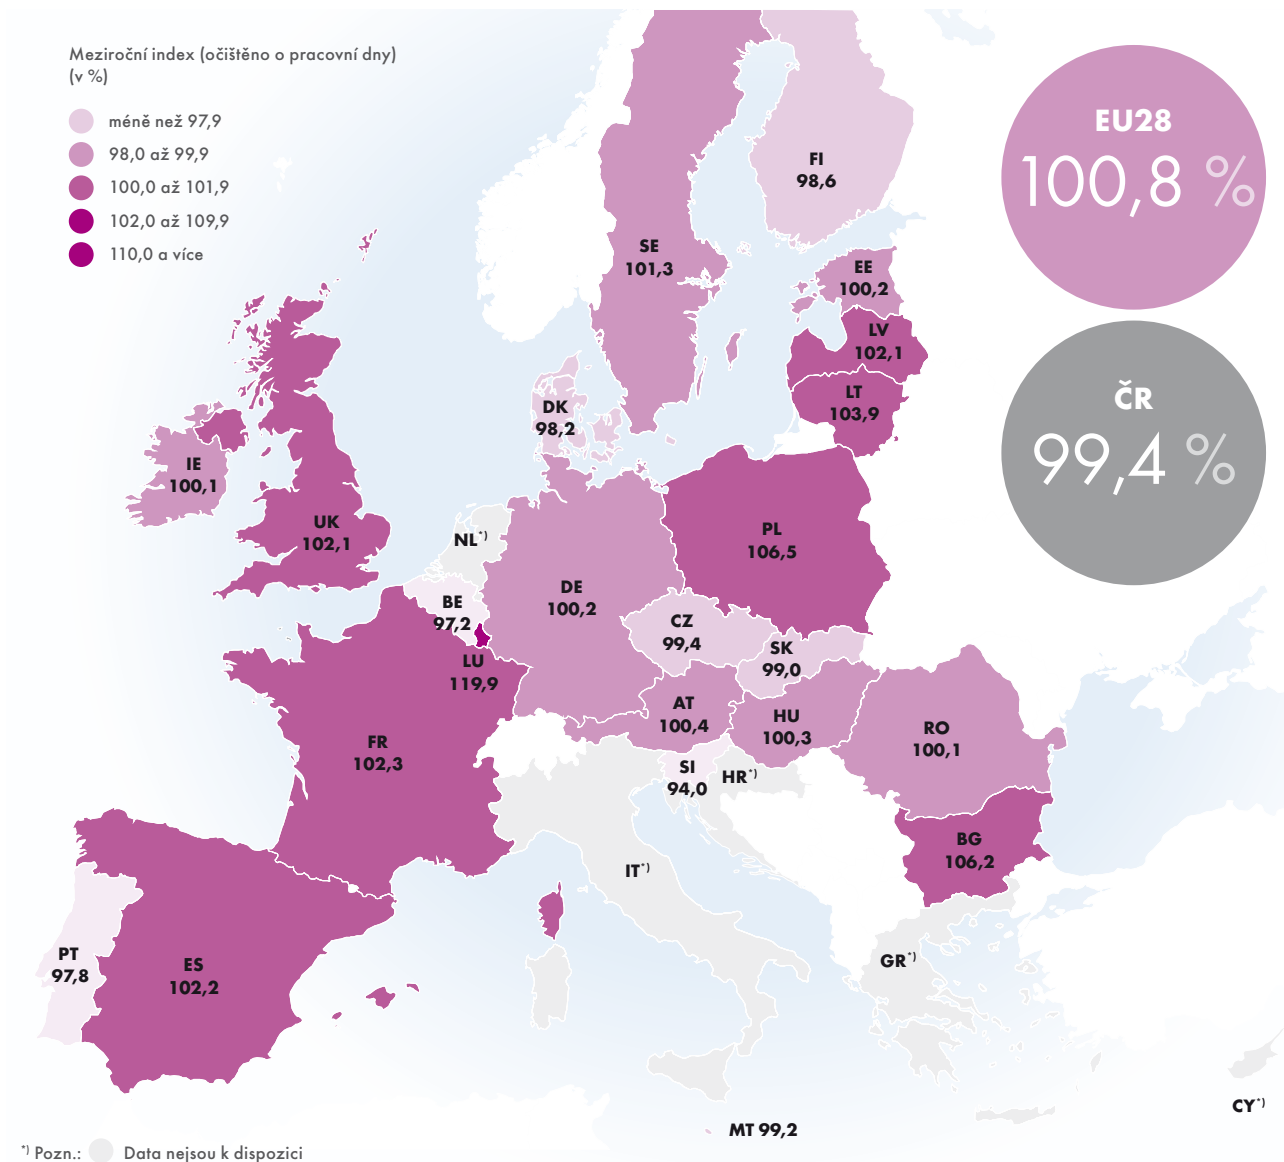 Meziroční index (očištěno o pracovní dny)
(v %)
méně než 97,9
98,0 až 99,9
100,0 až 101,9
102,0 až 109,9
110,0 a více
EU28
100,8 %
ČR
99,4 %
FI
98,6
SE
101,3
EE
100,2
LV
102,1
LT
103,9
DK
98,2
IE
100,1
UK
102,1
NL*)
PL
106,5
DE
100,2
BE
97,2
CZ
99,4
SK
99,0
LU
119,9
AT
100,4
HU
100,3
RO
100,1
FR
102,3
SI
94,0
HR*)
BG
106,2
IT*)
PT
97,8
ES
102,2
GR*)
CY*)
MT 99,2
*) Pozn.: Data nejsou k dispozici